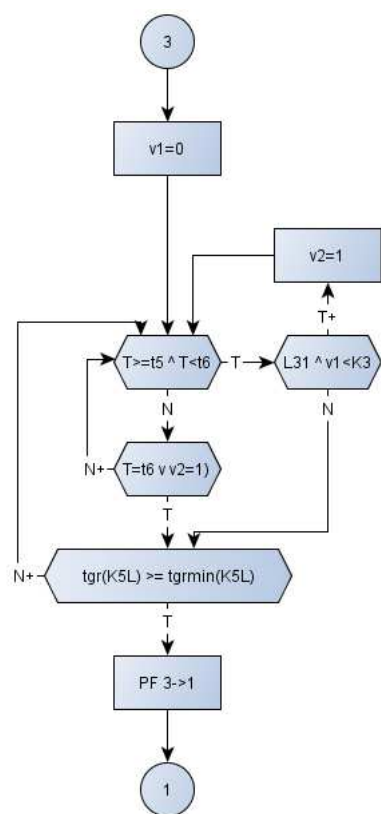 3
v1=0
v2=1
T+
T>=t5 ^ T<t6
T
L31 ^ v1<K3
N
N
N+
T=t6 v v2=1)
T
N+
tgr(K5L) >= tgrmin(K5L)
T
PF 3->1
1